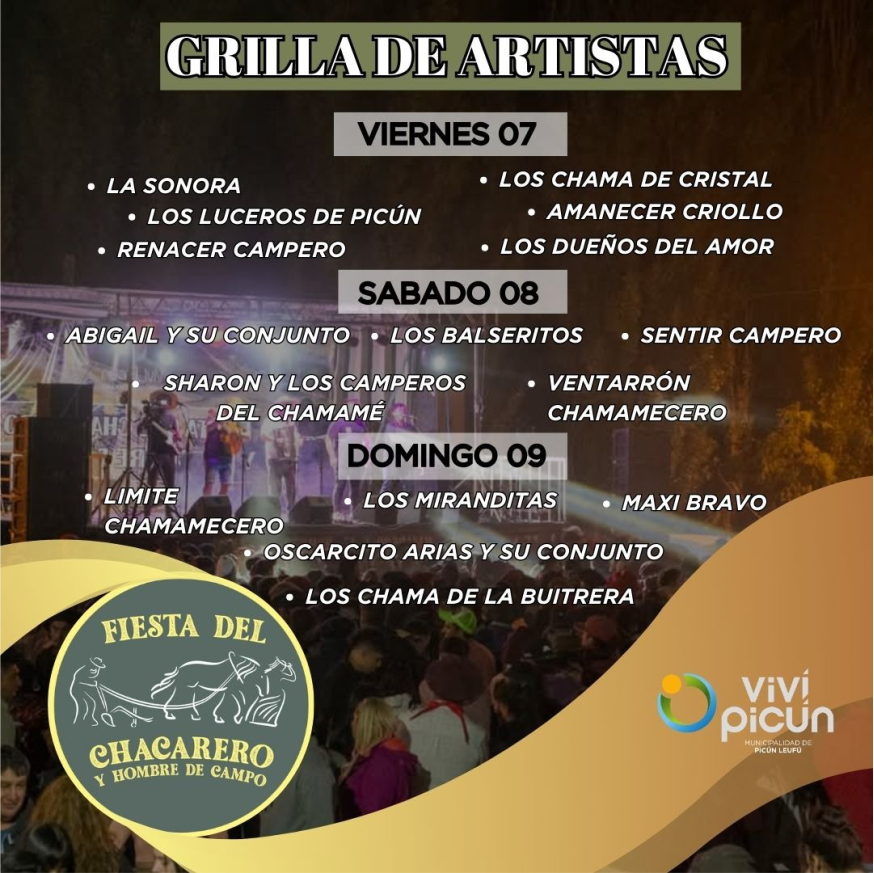 GRILLA DE ARTISTAS
VIERNES 07
• LA SONORA
• LOS CHAMA DE CRISTAL
• LOS LUCEROS DE PICÚN
• AMANECER CRIOLLO
• RENACER CAMPERO
• LOS DUEÑOS DEL AMOR
SABADO 08
• ABIGAIL Y SU CONJUNTO
• LOS BALSERITOS
• SENTIR CAMPERO
• SHARON Y LOS CAMPEROS
DEL CHAMAMÉ
• VENTARRÓN
CHAMAMECERO
DOMINGO 09
• LIMITE
CHAMAMECERO
• LOS MIRANDITAS
• MAXI BRAVO
• OSCARCITO ARIAS Y SU CONJUNTO
• LOS CHAMA DE LA BUITRERA
FIESTA DEL
CHACARERO
Y HOMBRE DE CAMPO
ViVÍ
picún
MUNICIPALIDAD DE
PICÚN LEUFÚ